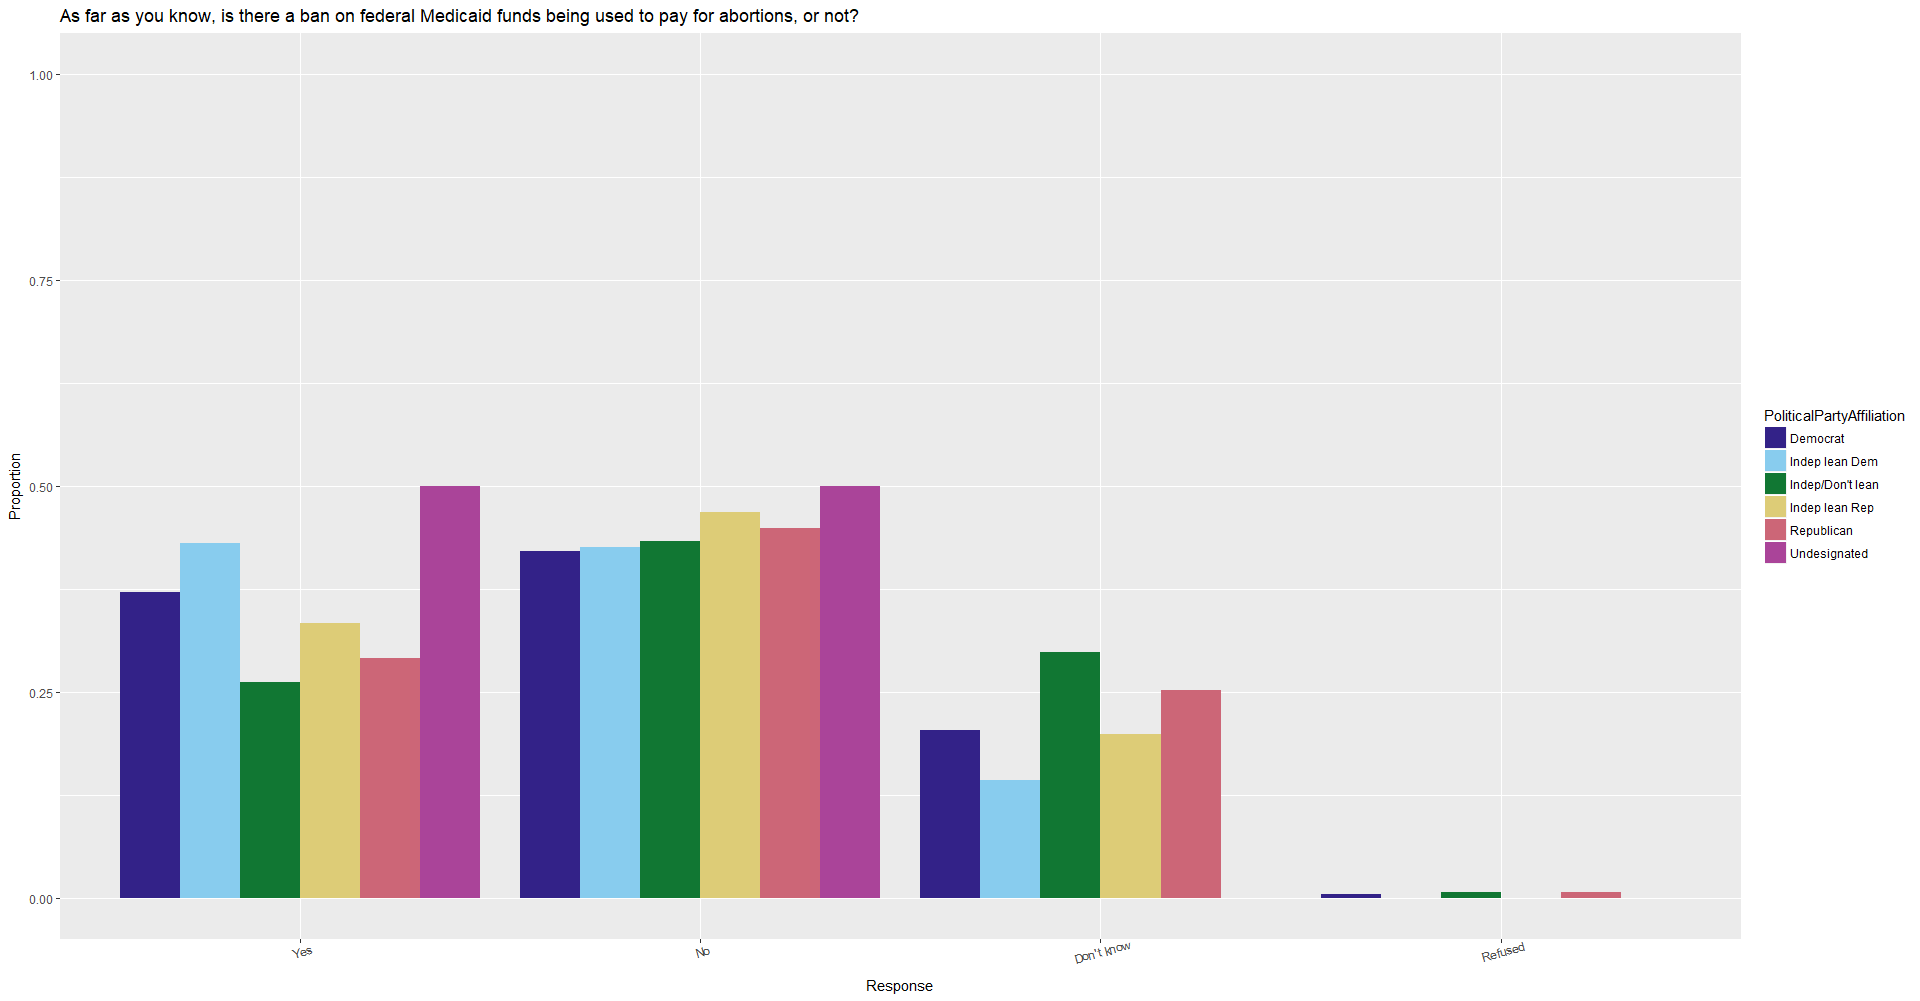 As far as you know, is there a ban on federal Medicaid funds being used to pay for abortions, or not?
1.00
0.75
0.50
0.25
0.00
Proportion
Yes
No
Don't know
Refused
Response
PoliticalPartyAffiliation
Democrat
Indep lean Dem
Indep/Don't lean
Indep lean Rep
Republican
Undesignated